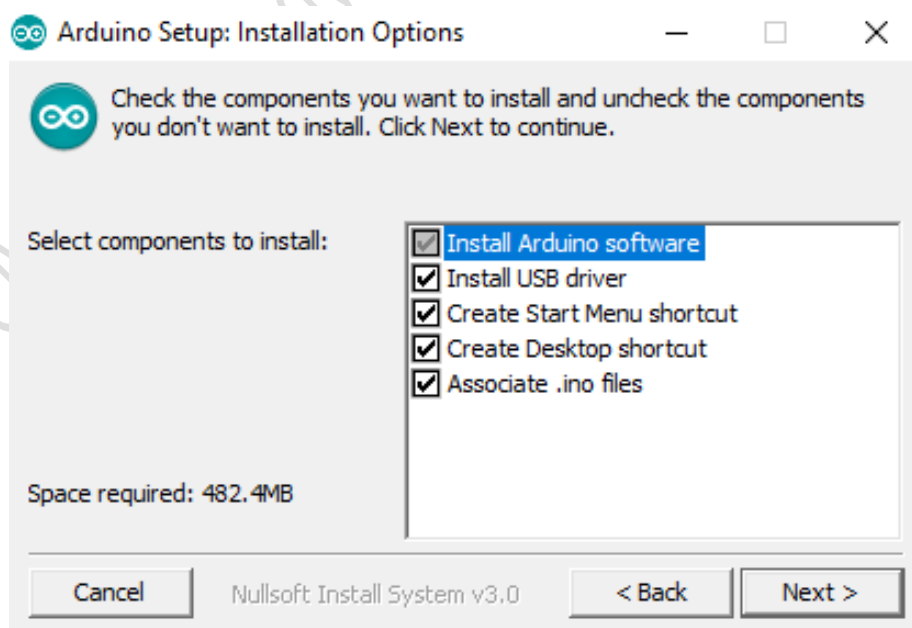 Arduino Setup: Installation Options
Check the components you want to install and uncheck the components
you don't want to install. Click Next to continue.
Select components to install:
Install Arduino software
Install USB driver
Create Start Menu shortcut
Create Desktop shortcut
Associate .ino files
Space required: 482.4MB
Cancel
Nullsoft Install System v3.0
< Back
Next >